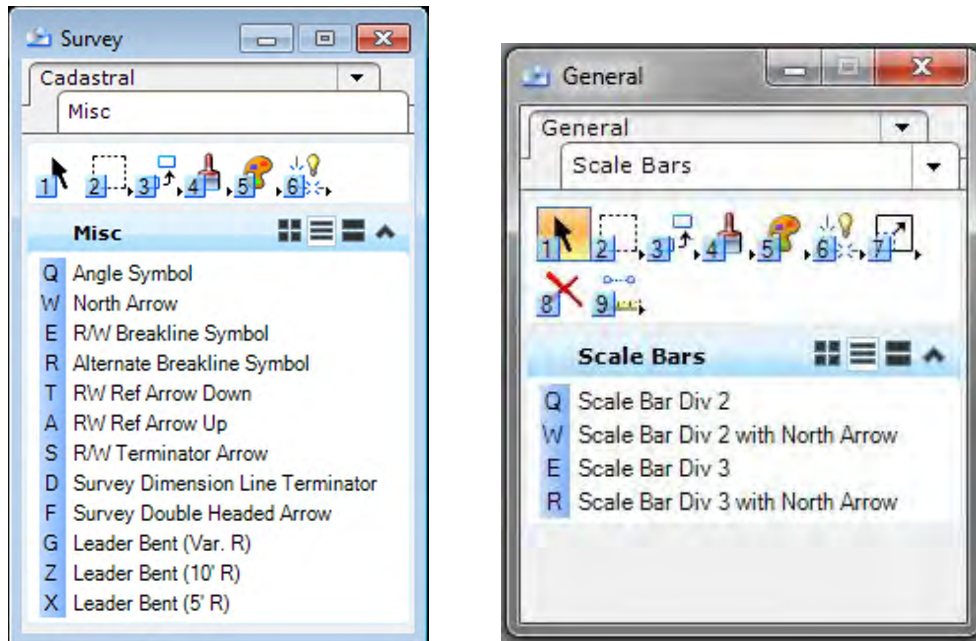 Survey
Cadastral
Misc
1 2 3 4 5 6
Misc
Q Angle Symbol
W North Arrow
E R/W Breakline Symbol
R Alternate Breakline Symbol
T RW Ref Arrow Down
A RW Ref Arrow Up
S R/W Terminator Arrow
D Survey Dimension Line Terminator
F Survey Double Headed Arrow
G Leader Bent (Var. R)
Z Leader Bent (10' R)
X Leader Bent (5' R)
General
General
Scale Bars
1 2 3 4 5 6 7
8 9
Scale Bars
Q Scale Bar Div 2
W Scale Bar Div 2 with North Arrow
E Scale Bar Div 3
R Scale Bar Div 3 with North Arrow